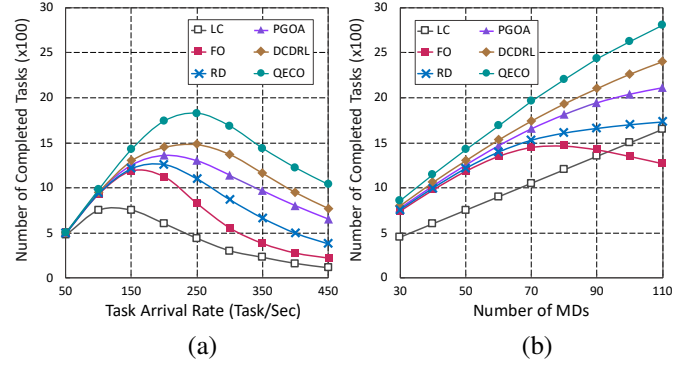 Number of Completed Tasks (x100)
30
25
20
15
10
5
0
50
150
250
350
450
Task Arrival Rate (Task/Sec)
LC
FO
RD
PGOA
DCDRL
QECO
(a)
Number of Completed Tasks (x100)
30
25
20
15
10
5
0
30
50
70
90
110
Number of MDs
LC
FO
RD
PGOA
DCDRL
QECO
(b)